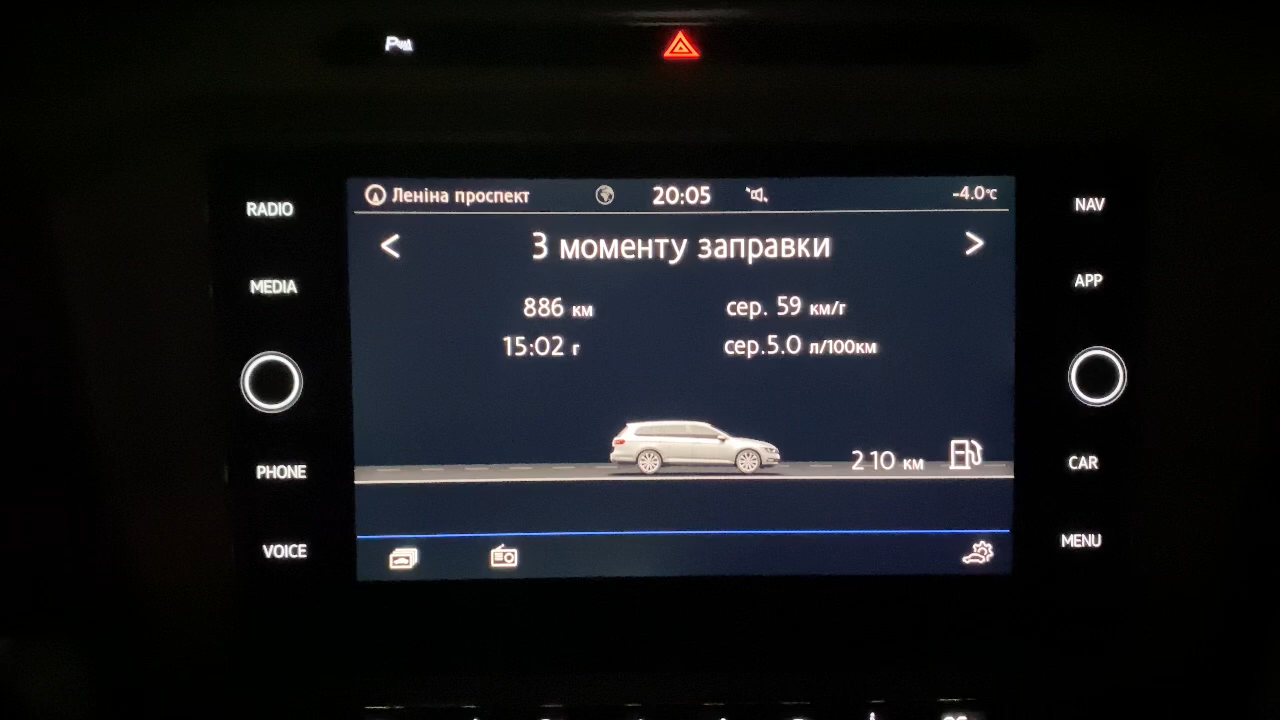 P
RADIO
MEDIA
PHONE
VOICE
Леніна проспект 20:05 -4.0°C
< З моменту заправки >
886 км сер. 59 км/г
15:02 г сер.5.0 л/100км
210 км
NAV
APP
CAR
MENU